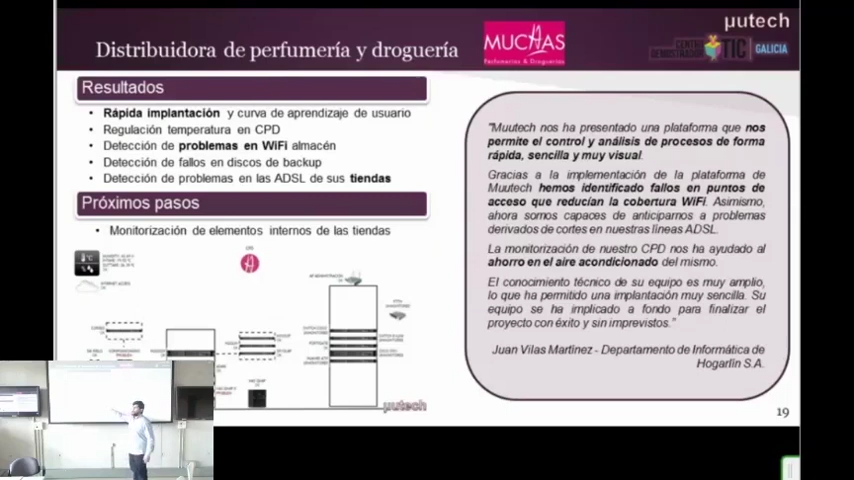 µutech
Distribuidora de perfumería y droguería
MUCHAS
Perfumerías & Droguerías
CENTRO
DEMOSTRADOR
TIC
GALICIA
Resultados
• Rápida implantación y curva de aprendizaje de usuario
• Regulación temperatura en CPD
• Detección de problemas en WiFi almacén
• Detección de fallos en discos de backup
• Detección de problemas en las ADSL de sus tiendas
Próximos pasos
• Monitorización de elementos internos de las tiendas
"Muutech nos ha presentado una plataforma que nos
permite el control y análisis de procesos de forma
rápida, sencilla y muy visual.
Gracias a la implementación de la plataforma de
Muutech hemos identificado fallos en puntos de
acceso que reducían la cobertura WiFi. Asimismo,
ahora somos capaces de anticiparnos a problemas
derivados de cortes en nuestras líneas ADSL.
La monitorización de nuestro CPD nos ha ayudado al
ahorro en el aire acondicionado del mismo.
El conocimiento técnico de su equipo es muy amplio,
lo que ha permitido una implantación muy sencilla. Su
equipo se ha implicado a fondo para finalizar el
proyecto con éxito y sin imprevistos."
Juan Vilas Martínez - Departamento de Informática de
Hogarlín S.A.
µutech
19